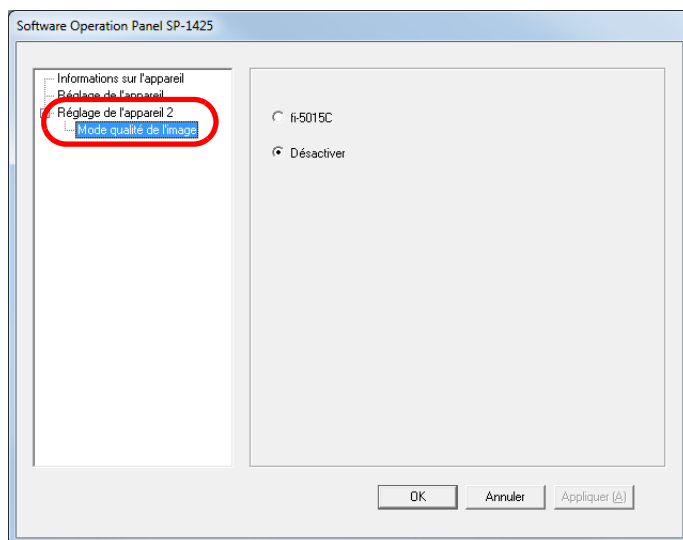 Software Operation Panel SP-1425
Informations sur l'appareil
Réglage de l'appareil
Réglage de l'appareil 2
Mode qualité de l'image
fi-5015C
Désactiver
OK
Annuler
Appliquer (A)